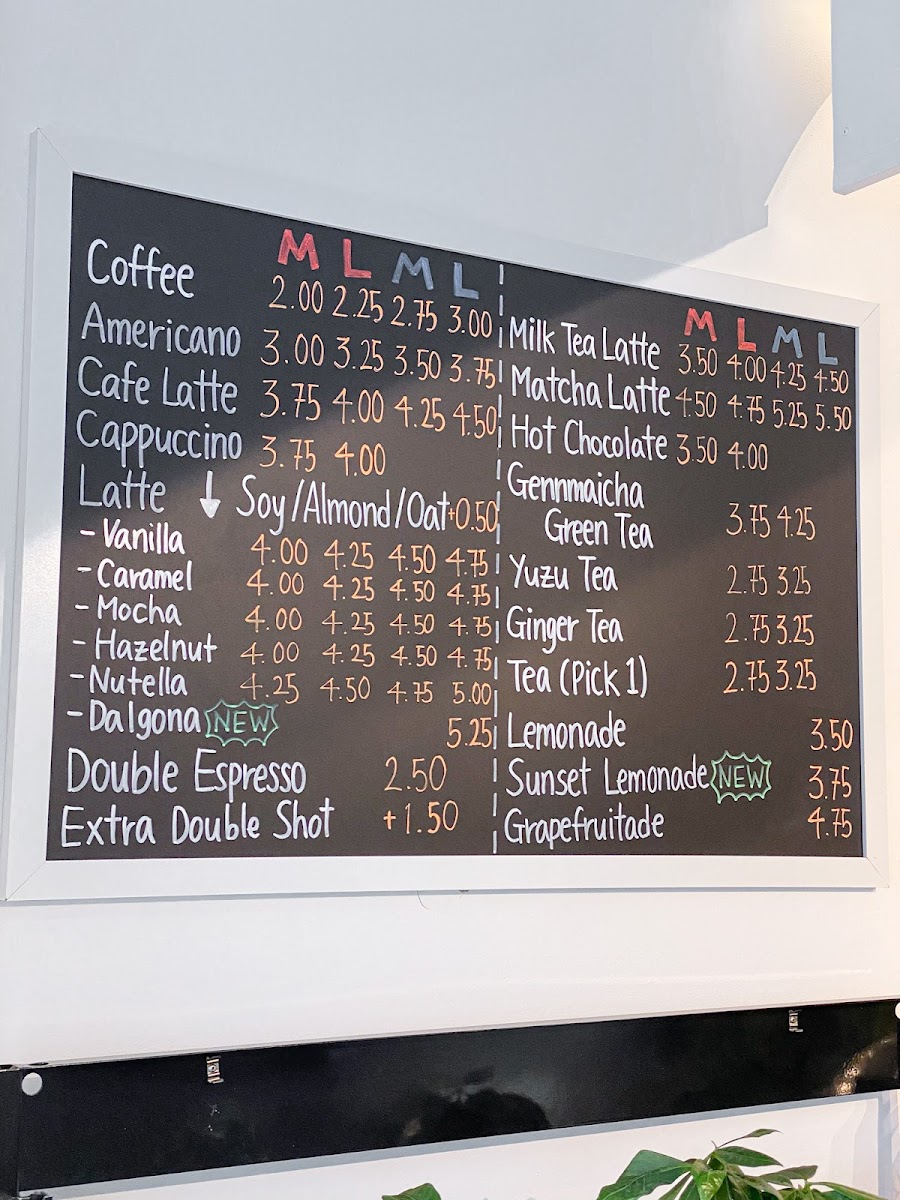 M L M L
Coffee 2.00 2.25 2.75 3.00
Americano 3.00 3.25 3.50 3.75
Cafe Latte 3.75 4.00 4.25 4.50
Cappuccino 3.75 4.00
Latte ↓ Soy/Almond/Oat +0.50
- Vanilla 4.00 4.25 4.50 4.75
- Caramel 4.00 4.25 4.50 4.75
- Mocha 4.00 4.25 4.50 4.75
- Hazelnut 4.00 4.25 4.50 4.75
- Nutella 4.25 4.50 4.75 5.00
- Dalgona NEW 5.25
Double Espresso 2.50
Extra Double Shot +1.50
M L M L
Milk Tea Latte 3.50 4.00 4.25 4.50
Matcha Latte 4.50 4.75 5.25 5.50
Hot Chocolate 3.50 4.00
Gennmaicha
Green Tea 3.75 4.25
Yuzu Tea 2.75 3.25
Ginger Tea 2.75 3.25
Tea (Pick 1) 2.75 3.25
Lemonade 3.50
Sunset Lemonade NEW 3.75
Grapefruitade 4.75